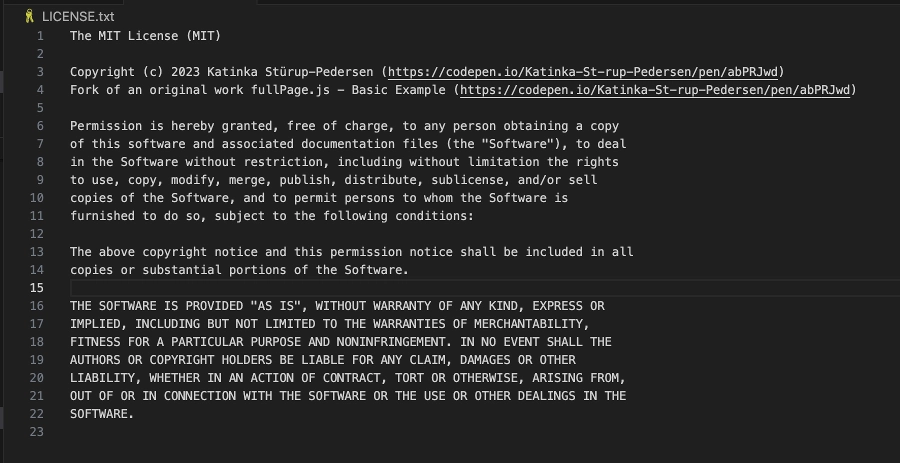 LICENSE.txt
1 The MIT License (MIT)
2
3 Copyright (c) 2023 Katinka Stürup-Pedersen (https://codepen.io/Katinka-St-rup-Pedersen/pen/abPRJwd)
4 Fork of an original work fullPage.js - Basic Example (https://codepen.io/Katinka-St-rup-Pedersen/pen/abPRJwd)
5
6 Permission is hereby granted, free of charge, to any person obtaining a copy
7 of this software and associated documentation files (the "Software"), to deal
8 in the Software without restriction, including without limitation the rights
9 to use, copy, modify, merge, publish, distribute, sublicense, and/or sell
10 copies of the Software, and to permit persons to whom the Software is
11 furnished to do so, subject to the following conditions:
12
13 The above copyright notice and this permission notice shall be included in all
14 copies or substantial portions of the Software.
15
16 THE SOFTWARE IS PROVIDED "AS IS", WITHOUT WARRANTY OF ANY KIND, EXPRESS OR
17 IMPLIED, INCLUDING BUT NOT LIMITED TO THE WARRANTIES OF MERCHANTABILITY,
18 FITNESS FOR A PARTICULAR PURPOSE AND NONINFRINGEMENT. IN NO EVENT SHALL THE
19 AUTHORS OR COPYRIGHT HOLDERS BE LIABLE FOR ANY CLAIM, DAMAGES OR OTHER
20 LIABILITY, WHETHER IN AN ACTION OF CONTRACT, TORT OR OTHERWISE, ARISING FROM,
21 OUT OF OR IN CONNECTION WITH THE SOFTWARE OR THE USE OR OTHER DEALINGS IN THE
22 SOFTWARE.
23